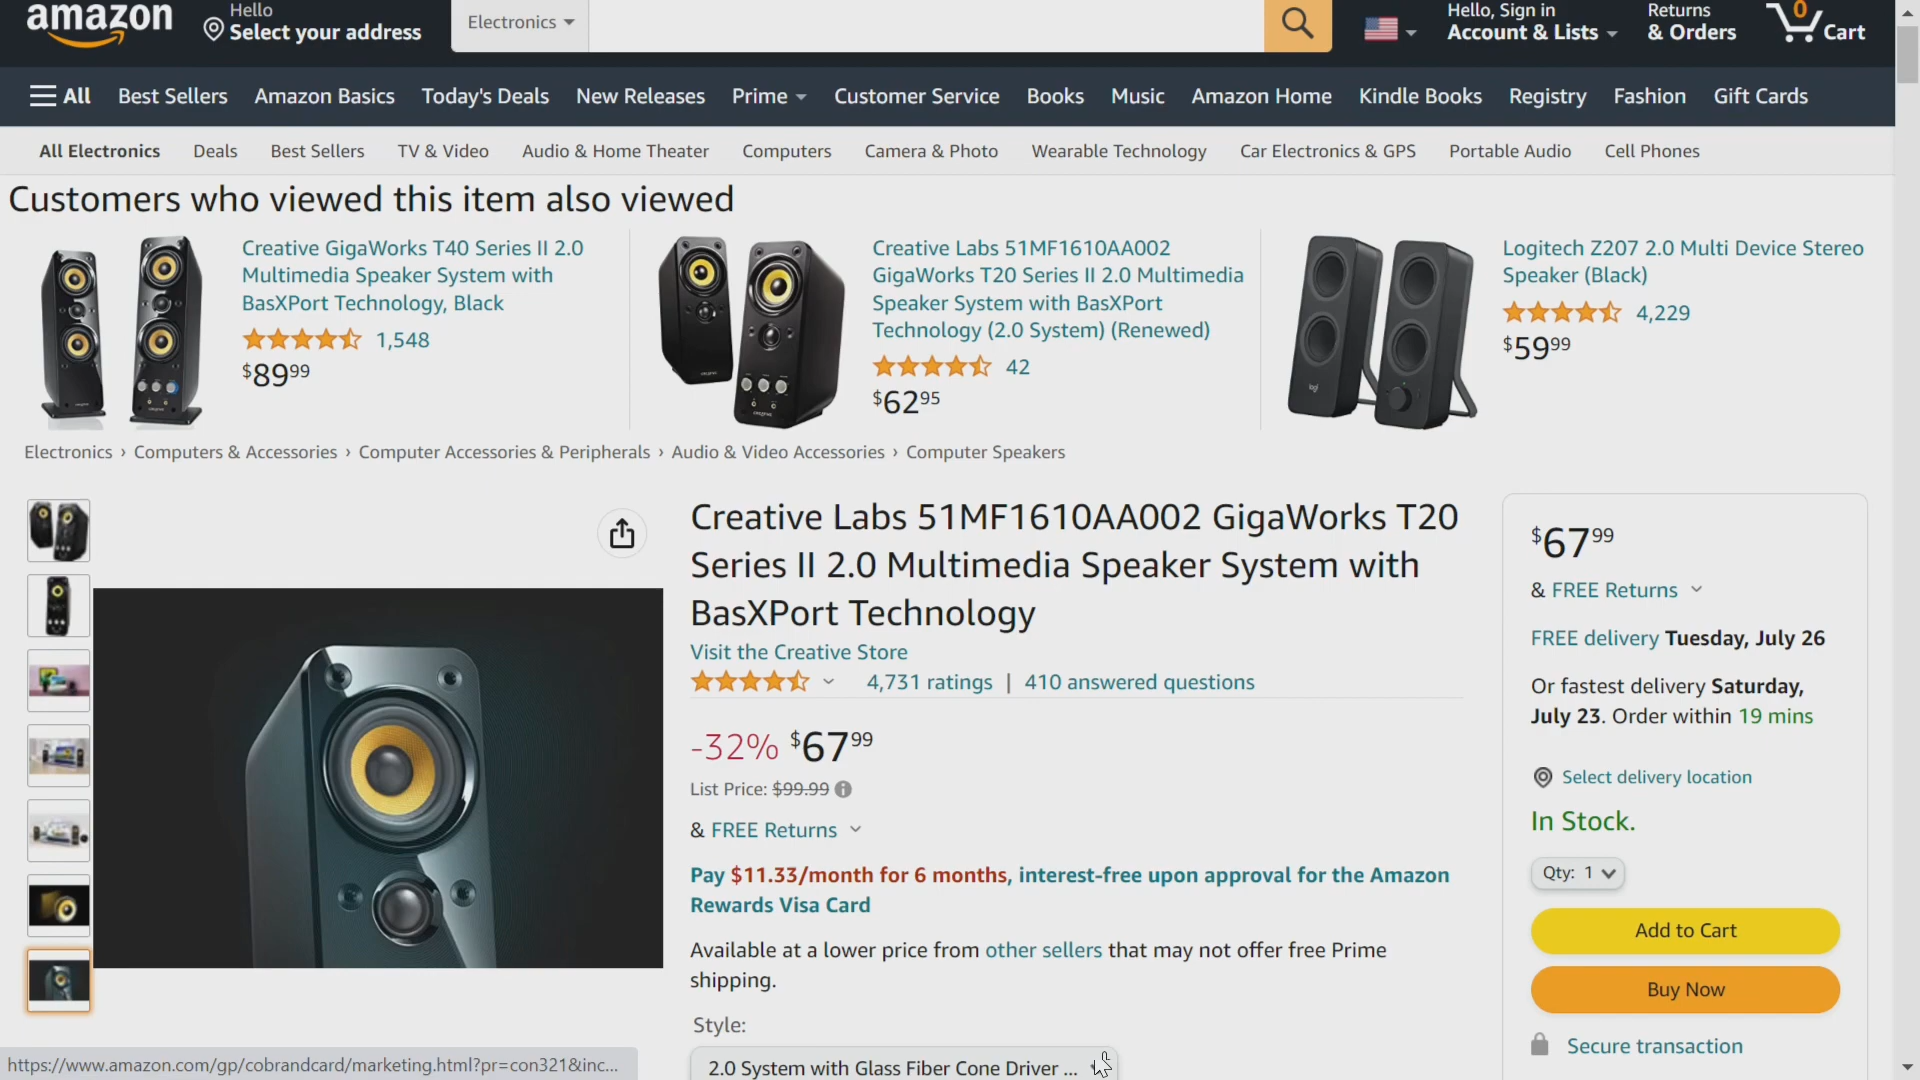 amazon
Hello
Select your address
Electronics
Hello, Sign in
Account & Lists
Returns
& Orders
0
Cart
All
Best Sellers
Amazon Basics
Today's Deals
New Releases
Prime
Customer Service
Books
Music
Amazon Home
Kindle Books
Registry
Fashion
Gift Cards
All Electronics
Deals
Best Sellers
TV & Video
Audio & Home Theater
Computers
Camera & Photo
Wearable Technology
Car Electronics & GPS
Portable Audio
Cell Phones
Customers who viewed this item also viewed
Creative GigaWorks T40 Series II 2.0
Multimedia Speaker System with
BasXPort Technology, Black
1,548
$89.99
Creative Labs 51MF1610AA002
GigaWorks T20 Series II 2.0 Multimedia
Speaker System with BasXPort
Technology (2.0 System) (Renewed)
42
$62.95
logi
Logitech Z207 2.0 Multi Device Stereo
Speaker (Black)
4,229
$59.99
Electronics › Computers & Accessories › Computer Accessories & Peripherals › Audio & Video Accessories › Computer Speakers
Creative Labs 51MF1610AA002 GigaWorks T20
Series II 2.0 Multimedia Speaker System with
BasXPort Technology
Visit the Creative Store
4,731 ratings | 410 answered questions
-32% $67.99
List Price: $99.99
& FREE Returns
Pay $11.33/month for 6 months, interest-free upon approval for the Amazon
Rewards Visa Card
Available at a lower price from other sellers that may not offer free Prime
shipping.
Style:
2.0 System with Glass Fiber Cone Driver ...
$67.99
& FREE Returns
FREE delivery Tuesday, July 26
Or fastest delivery Saturday,
July 23. Order within 19 mins
Select delivery location
In Stock.
Qty: 1
Add to Cart
Buy Now
Secure transaction
https://www.amazon.com/gp/cobrandcard/marketing.html?pr=con321&inc...